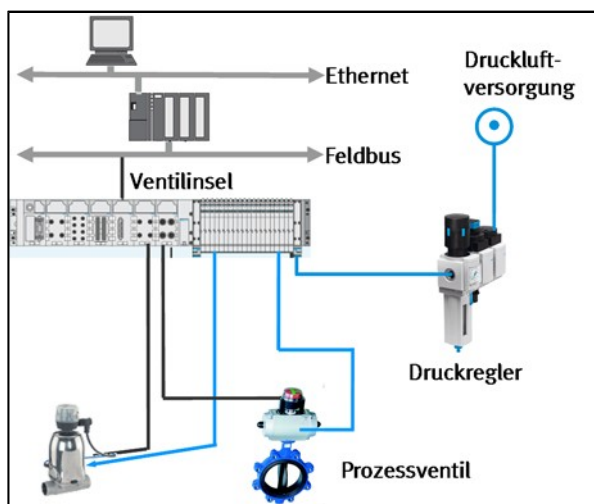 Druckluft-
versorgung
Ethernet
Feldbus
Ventilinsel
Druckregler
Prozessventil